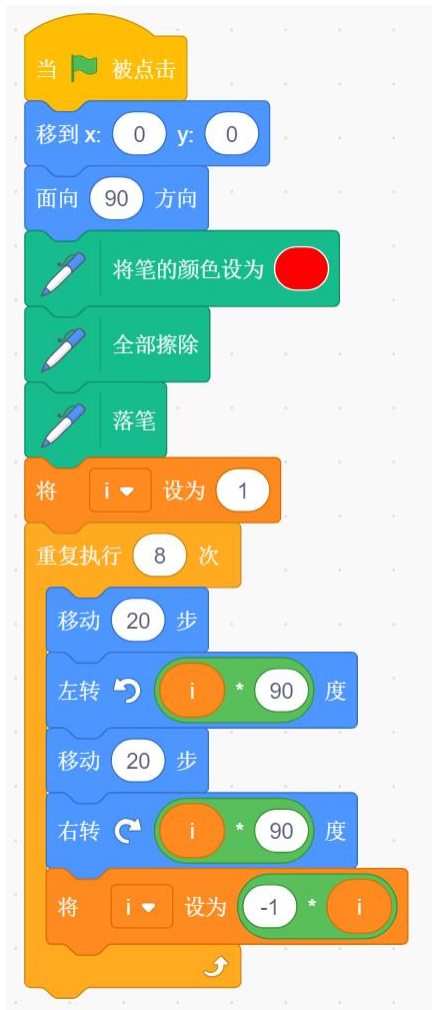 当 被点击
移到 x: 0 y: 0
面向 90 方向
将笔的颜色设为
全部擦除
落笔
将 i 设为 1
重复执行 8 次
移动 20 步
左转 i * 90 度
移动 20 步
右转 i * 90 度
将 i 设为 -1 * i